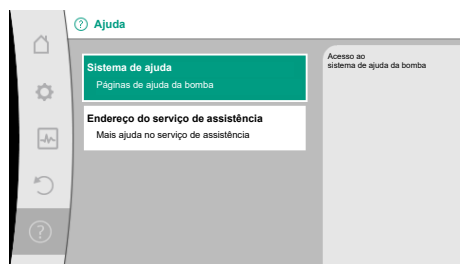 Ajuda
Sistema de ajuda
Páginas de ajuda da bomba
Endereço do serviço de assistência
Mais ajuda no serviço de assistência
Acesso ao
sistema de ajuda da bomba